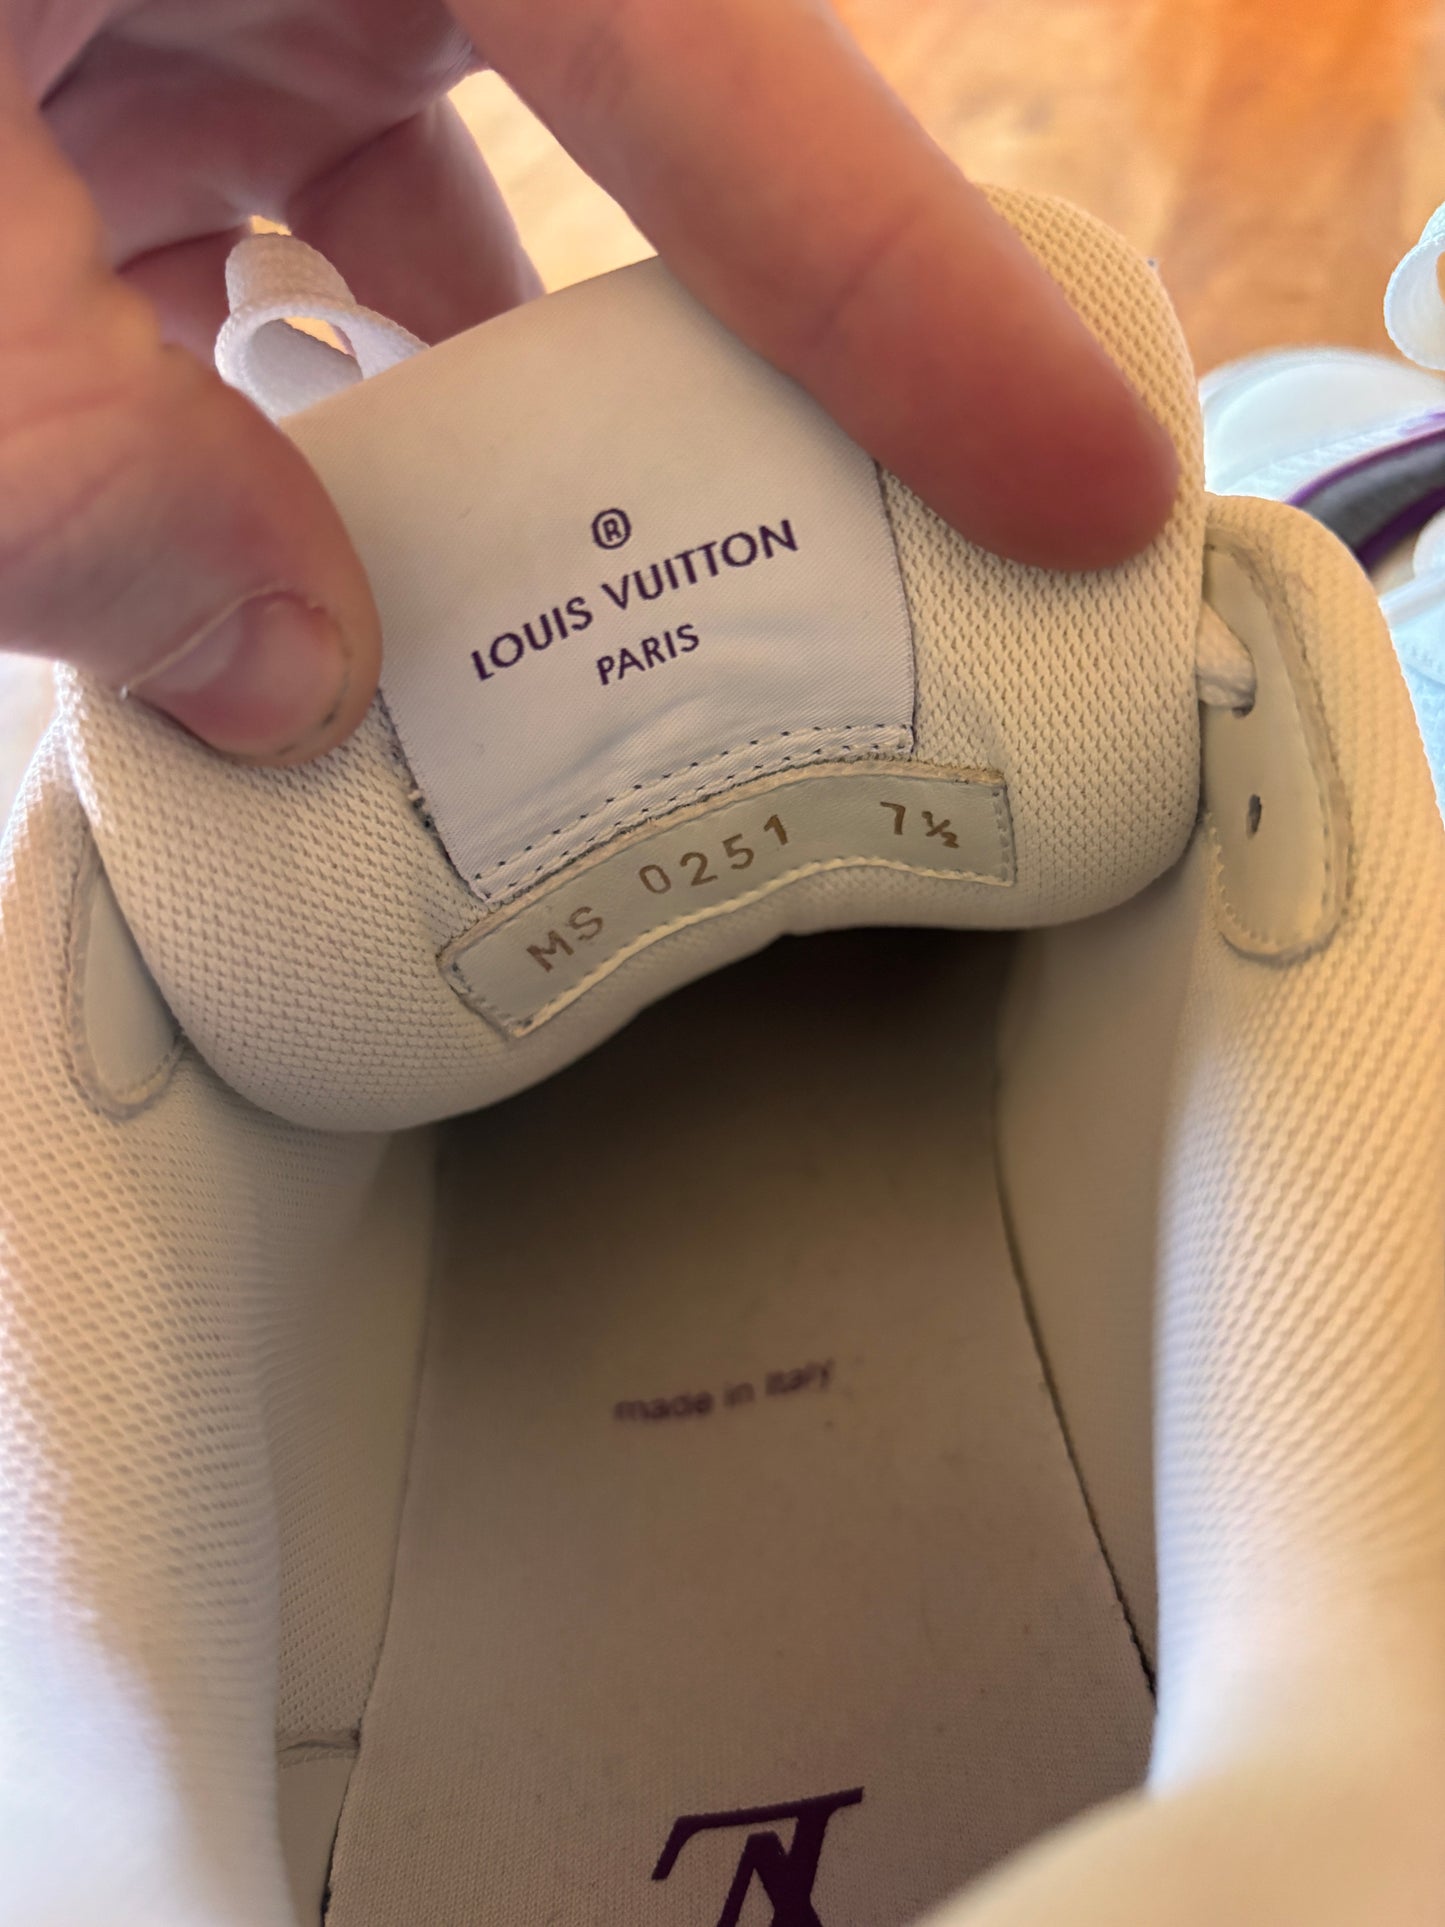 ®
LOUIS VUITTON
PARIS
MS 0251 7½
made in Italy